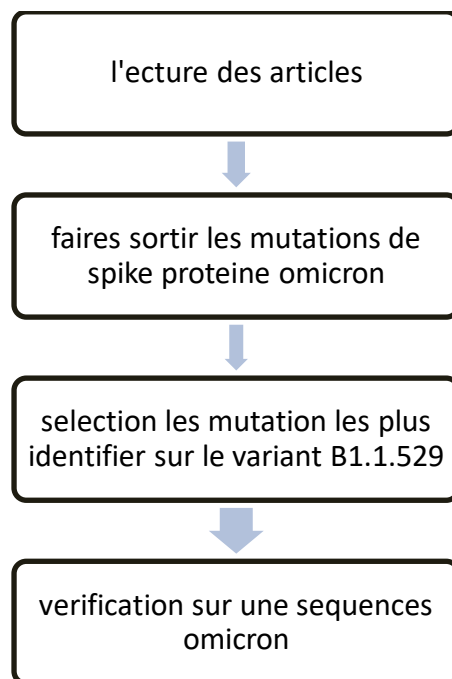 l'ecture des articles
faires sortir les mutations de
spike proteine omicron
selection les mutation les plus
identifier sur le variant B1.1.529
verification sur une sequences
omicron